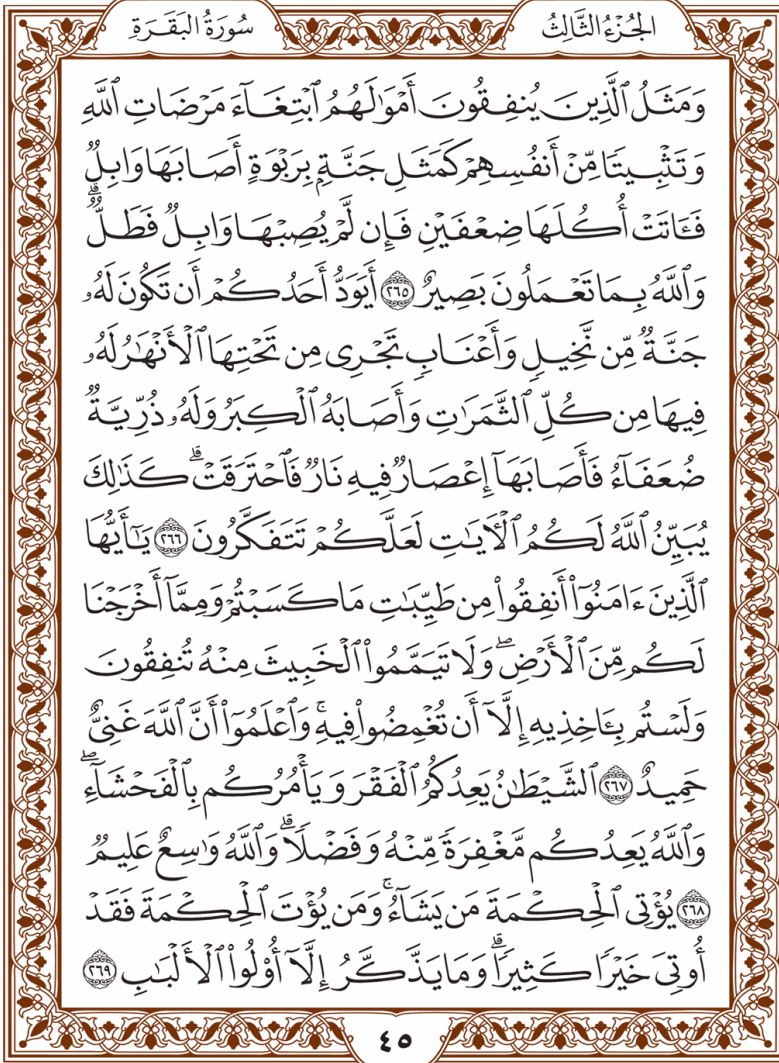 الجُزْءُ الثَّالِثُ
سُورَةُ البَقَرَةِ
وَمَثَلُ ٱلَّذِينَ يُنفِقُونَ أَمْوَٰلَهُمُ ٱبْتِغَآءَ مَرْضَاتِ ٱللَّهِ
وَتَثْبِيتًا مِّنْ أَنفُسِهِمْ كَمَثَلِ جَنَّةٍۭ بِرَبْوَةٍ أَصَابَهَا وَابِلٌ
فَـَٔاتَتْ أُكُلَهَا ضِعْفَيْنِ فَإِن لَّمْ يُصِبْهَا وَابِلٌ فَطَلٌّۗ
وَٱللَّهُ بِمَا تَعْمَلُونَ بَصِيرٌ ٢٦٥ أَيَوَدُّ أَحَدُكُمْ أَن تَكُونَ لَهُۥ
جَنَّةٌ مِّن نَّخِيلٍ وَأَعْنَابٍ تَجْرِى مِن تَحْتِهَا ٱلْأَنْهَٰرُ لَهُۥ
فِيهَا مِن كُلِّ ٱلثَّمَرَٰتِ وَأَصَابَهُ ٱلْكِبَرُ وَلَهُۥ ذُرِّيَّةٌ
ضُعَفَآءُ فَأَصَابَهَآ إِعْصَارٌ فِيهِ نَارٌ فَٱحْتَرَقَتْۗ كَذَٰلِكَ
يُبَيِّنُ ٱللَّهُ لَكُمُ ٱلْـَٔايَٰتِ لَعَلَّكُمْ تَتَفَكَّرُونَ ٢٦٦ يَٰٓأَيُّهَا
ٱلَّذِينَ ءَامَنُوٓا۟ أَنفِقُوا۟ مِن طَيِّبَٰتِ مَا كَسَبْتُمْ وَمِمَّآ أَخْرَجْنَا
لَكُم مِّنَ ٱلْأَرْضِۖ وَلَا تَيَمَّمُوا۟ ٱلْخَبِيثَ مِنْهُ تُنفِقُونَ
وَلَسْتُم بِـَٔاخِذِيهِ إِلَّآ أَن تُغْمِضُوا۟ فِيهِۚ وَٱعْلَمُوٓا۟ أَنَّ ٱللَّهَ غَنِىٌّ
حَمِيدٌ ٢٦٧ ٱلشَّيْطَٰنُ يَعِدُكُمُ ٱلْفَقْرَ وَيَأْمُرُكُم بِٱلْفَحْشَآءِۖ
وَٱللَّهُ يَعِدُكُم مَّغْفِرَةً مِّنْهُ وَفَضْلًاۗ وَٱللَّهُ وَٰسِعٌ عَلِيمٌ
٢٦٨ يُؤْتِى ٱلْحِكْمَةَ مَن يَشَآءُۚ وَمَن يُؤْتَ ٱلْحِكْمَةَ فَقَدْ
أُوتِىَ خَيْرًا كَثِيرًاۗ وَمَا يَذَّكَّرُ إِلَّآ أُو۟لُوا۟ ٱلْأَلْبَٰبِ ٢٦٩
٤٥